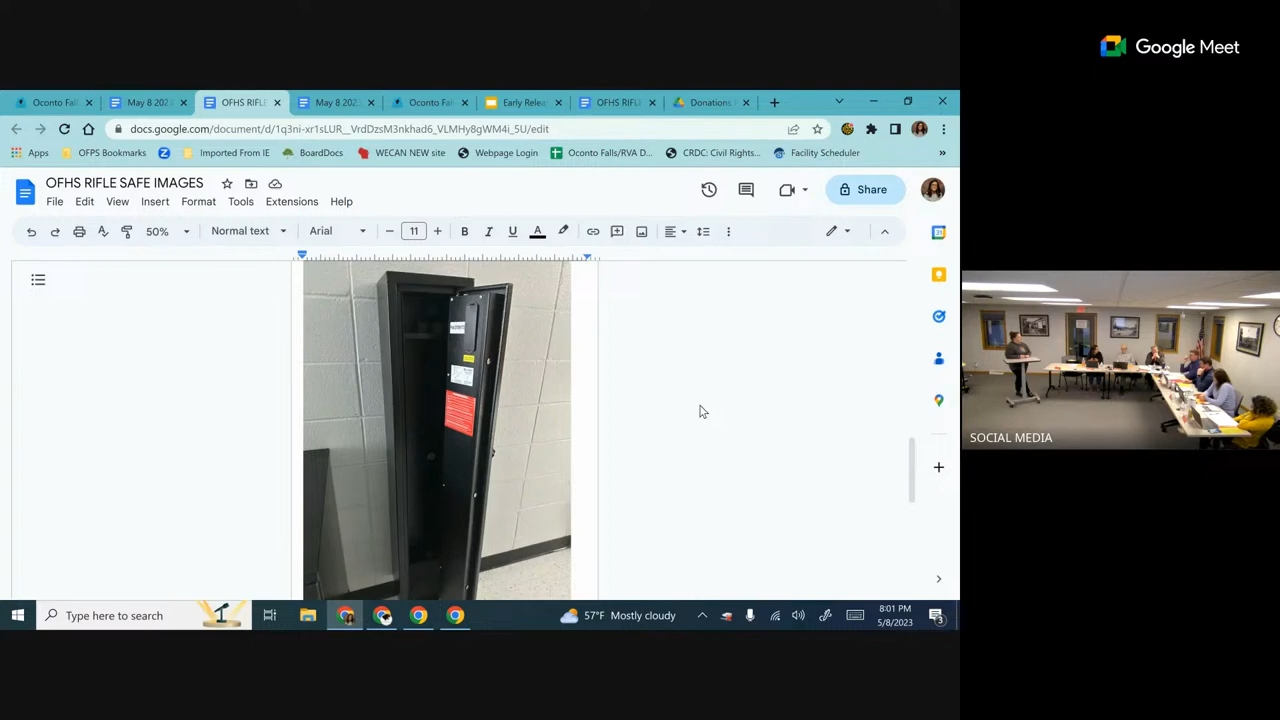 Google Meet
Oconto Fal
May 8 202
OFHS RIFLE
May 8 202
Oconto Fal
Early Relea
OFHS RIFL
Donations
docs.google.com/document/d/1q3ni-xr1sLUR__VrdDzsM3nkhad6_VLMHy8gWM4i_5U/edit
Apps
OFPS Bookmarks
Imported From IE
BoardDocs
WECAN NEW site
Webpage Login
Oconto Falls/RVA D...
CRDC: Civil Rights...
Facility Scheduler
OFHS RIFLE SAFE IMAGES
File Edit View Insert Format Tools Extensions Help
Share
50%
Normal text
Arial
11
SOCIAL MEDIA
Type here to search
57°F Mostly cloudy
8:01 PM
5/8/2023
3